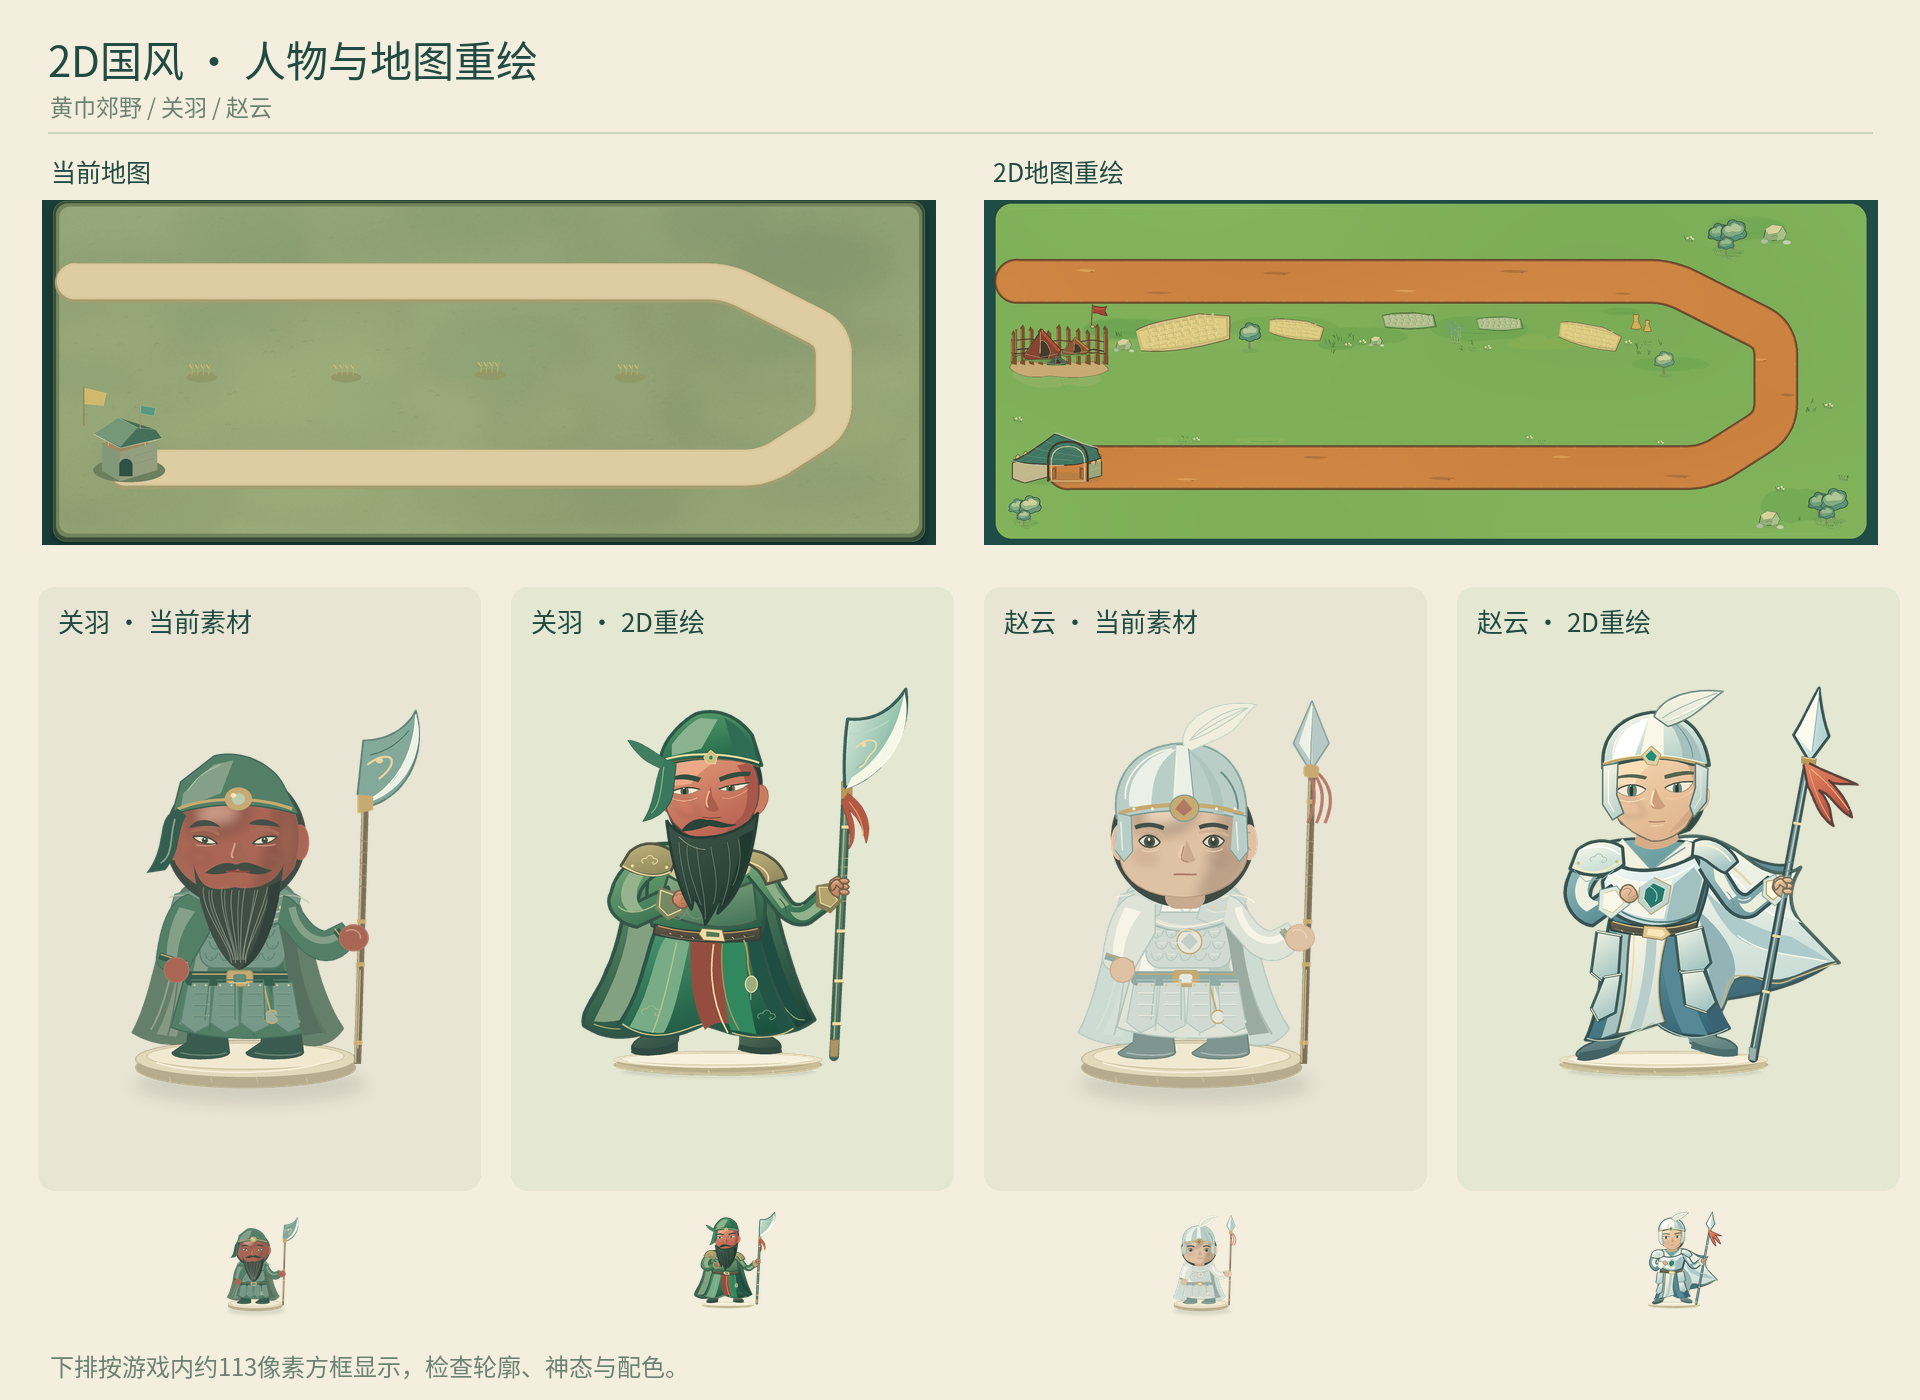 2D国风 · 人物与地图重绘
黄巾郊野 / 关羽 / 赵云
当前地图
2D地图重绘
关羽 · 当前素材
关羽 · 2D重绘
赵云 · 当前素材
赵云 · 2D重绘
下排按游戏内约113像素方框显示，检查轮廓、神态与配色。